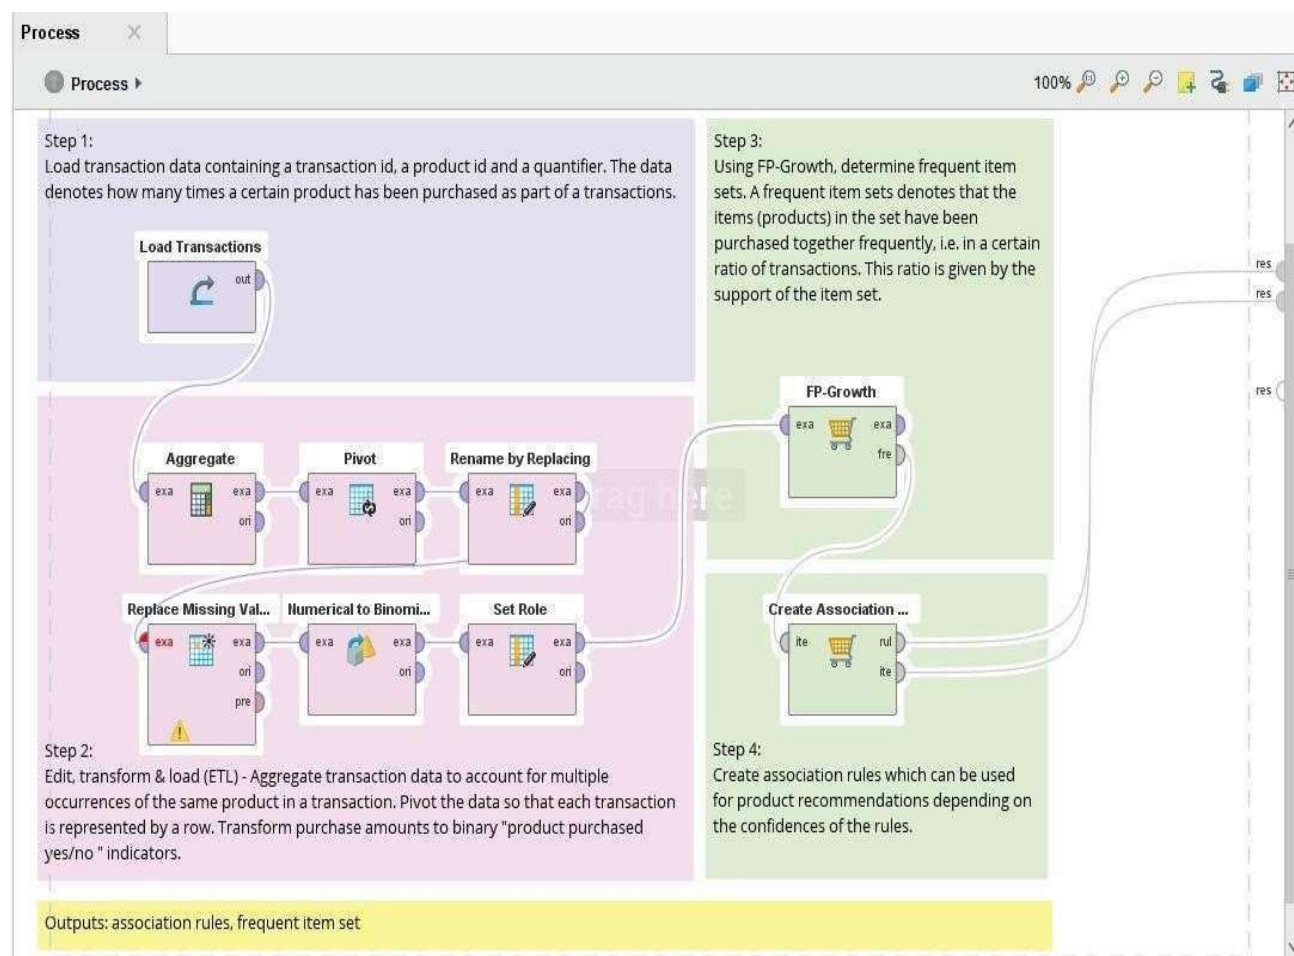 Process
Process
100%
Step 1:
Load transaction data containing a transaction id, a product id and a quantifier. The data
denotes how many times a certain product has been purchased as part of a transactions.
Load Transactions
out
Step 3:
Using FP-Growth, determine frequent item
sets. A frequent item sets denotes that the
items (products) in the set have been
purchased together frequently, i.e. in a certain
ratio of transactions. This ratio is given by the
support of the item set.
res
res
res
FP-Growth
exa exa
fre
Aggregate
exa exa
ori
Pivot
exa exa
ori
Rename by Replacing
exa exa
ori
rag here
Replace Missing Val...
exa exa
ori
pre
Numerical to Binomi...
exa exa
ori
Set Role
exa exa
ori
Create Association ...
ite rul
ite
Step 2:
Edit, transform & load (ETL) - Aggregate transaction data to account for multiple
occurrences of the same product in a transaction. Pivot the data so that each transaction
is represented by a row. Transform purchase amounts to binary "product purchased
yes/no " indicators.
Step 4:
Create association rules which can be used
for product recommendations depending on
the confidences of the rules.
Outputs: association rules, frequent item set